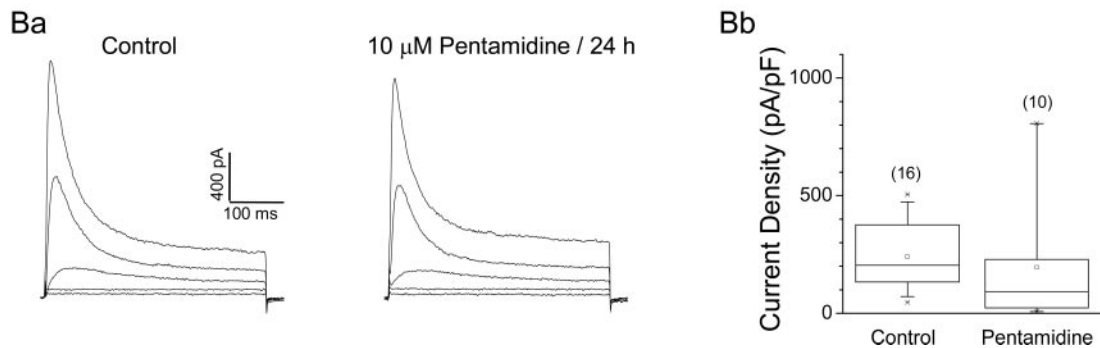 Ba
Control
10 μM Pentamidine / 24 h
400 pA
100 ms
Bb
Current Density (pA/pF)
1000
500
0
(16)
(10)
Control
Pentamidine